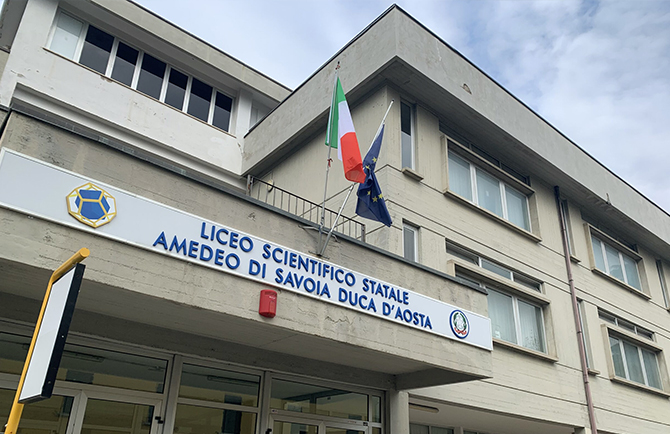 LICEO SCIENTIFICO STATALE
AMEDEO DI SAVOIA DUCA D'AOSTA